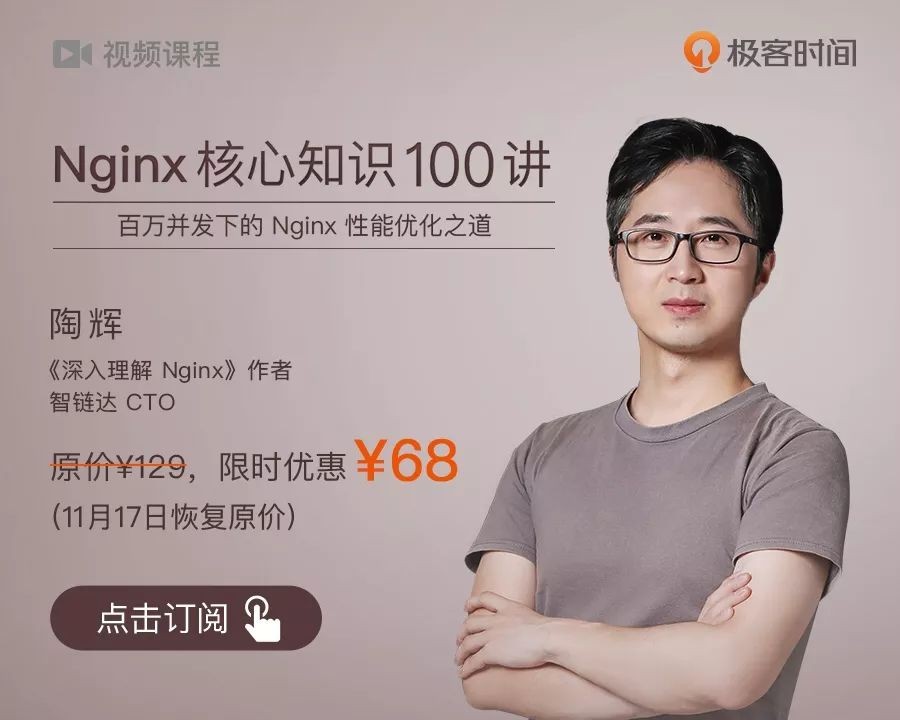 视频课程
极客时间
Nginx 核心知识 100 讲
百万并发下的 Nginx 性能优化之道
陶辉
《深入理解 Nginx》作者
智链达 CTO
原价¥129，限时优惠 ¥68
(11月17日恢复原价)
点击订阅